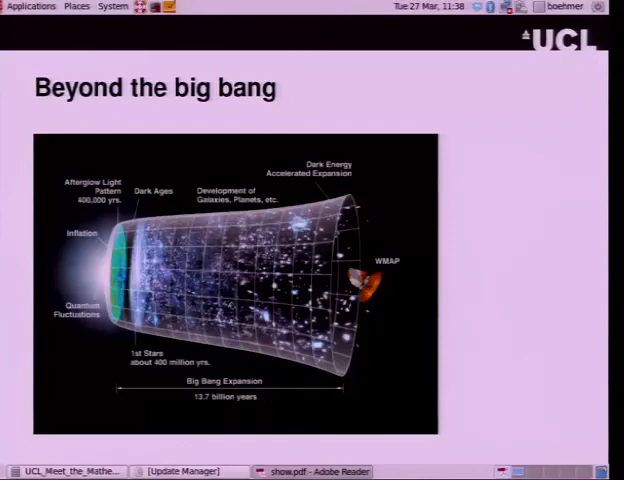 Applications Places System
Tue 27 Mar, 11:38
boehmer
UCL
Beyond the big bang
Dark Energy
Accelerated Expansion
Afterglow Light
Pattern
400,000 yrs.
Dark Ages
Development of
Galaxies, Planets, etc.
Inflation
WMAP
Quantum
Fluctuations
1st Stars
about 400 million yrs.
Big Bang Expansion
13.7 billion years
UCL_Meet_the_Mathe...
[Update Manager]
show.pdf - Adobe Reader